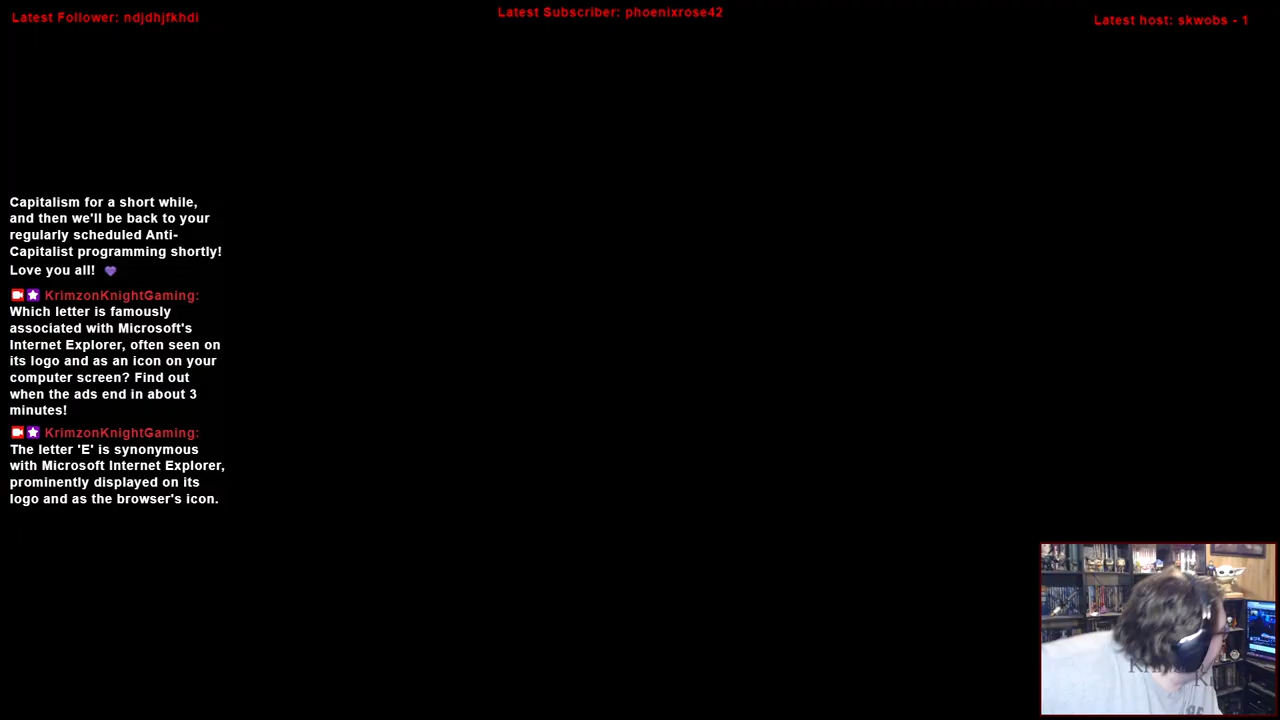 Latest Follower: ndjdhjfkhdi
Latest Subscriber: phoenixrose42
Latest host: skwobs - 1
Capitalism for a short while,
and then we'll be back to your
regularly scheduled Anti-
Capitalist programming shortly!
Love you all!
KrimzonKnightGaming:
Which letter is famously
associated with Microsoft's
Internet Explorer, often seen on
its logo and as an icon on your
computer screen? Find out
when the ads end in about 3
minutes!
KrimzonKnightGaming:
The letter 'E' is synonymous
with Microsoft Internet Explorer,
prominently displayed on its
logo and as the browser's icon.